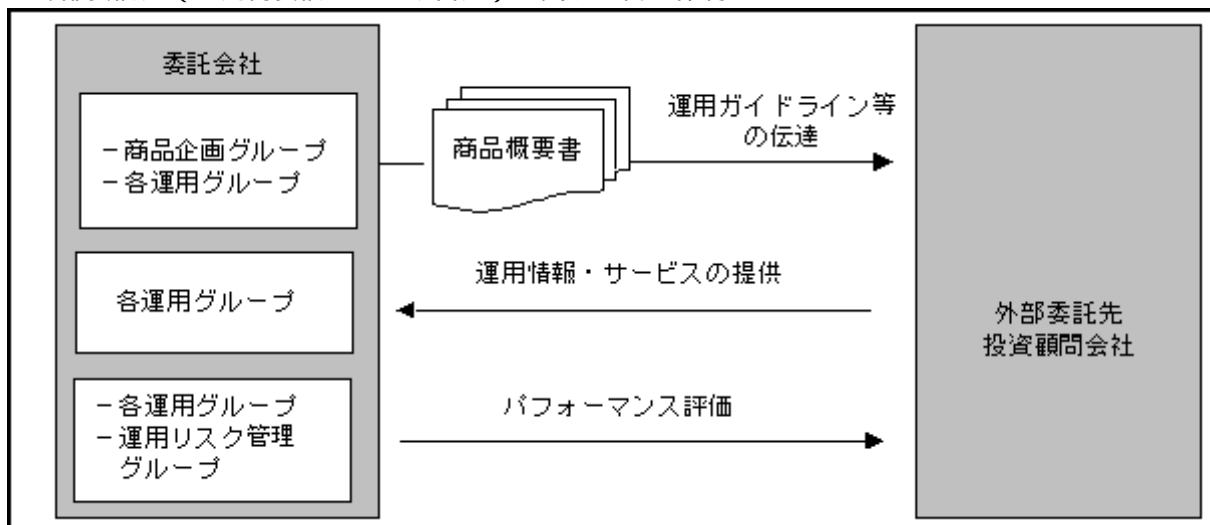 委託会社
－商品企画グループ
－各運用グループ
商品概要書
運用ガイドライン等
の伝達
各運用グループ
運用情報・サービスの提供
－各運用グループ
－運用リスク管理
グループ
パフォーマンス評価
外部委託先
投資顧問会社